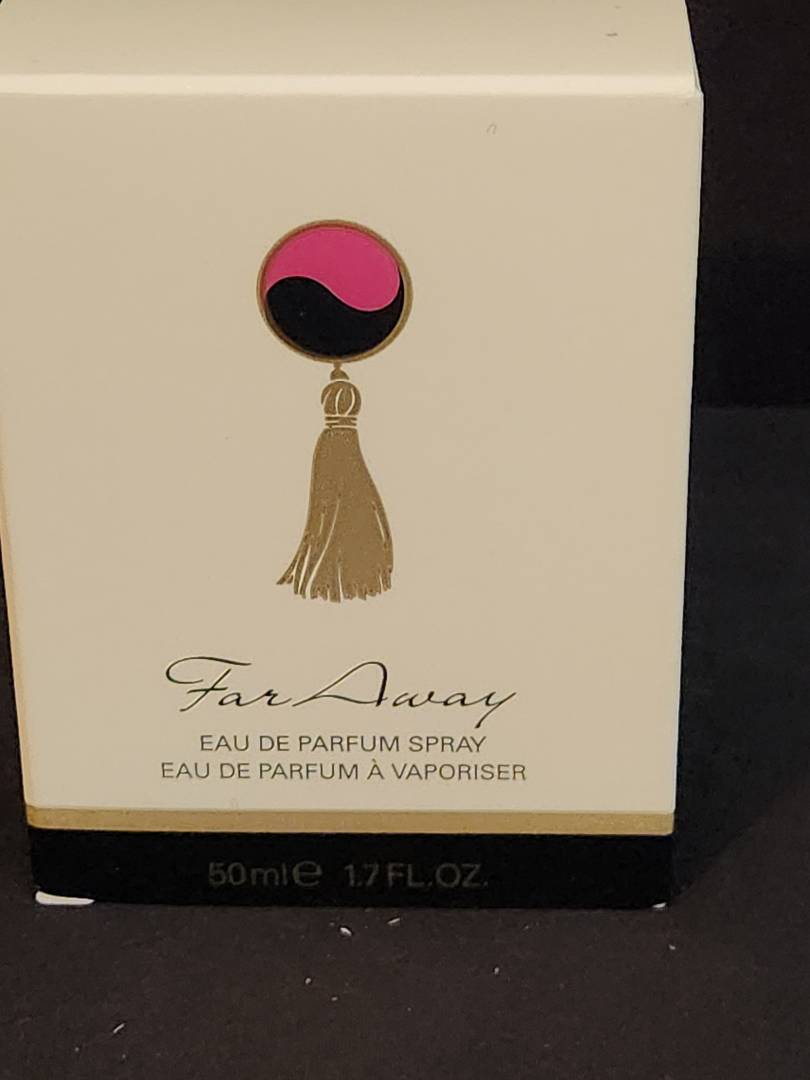 Far Away
EAU DE PARFUM SPRAY
EAU DE PARFUM À VAPORISER
50ml℮ 1.7 FL.OZ.